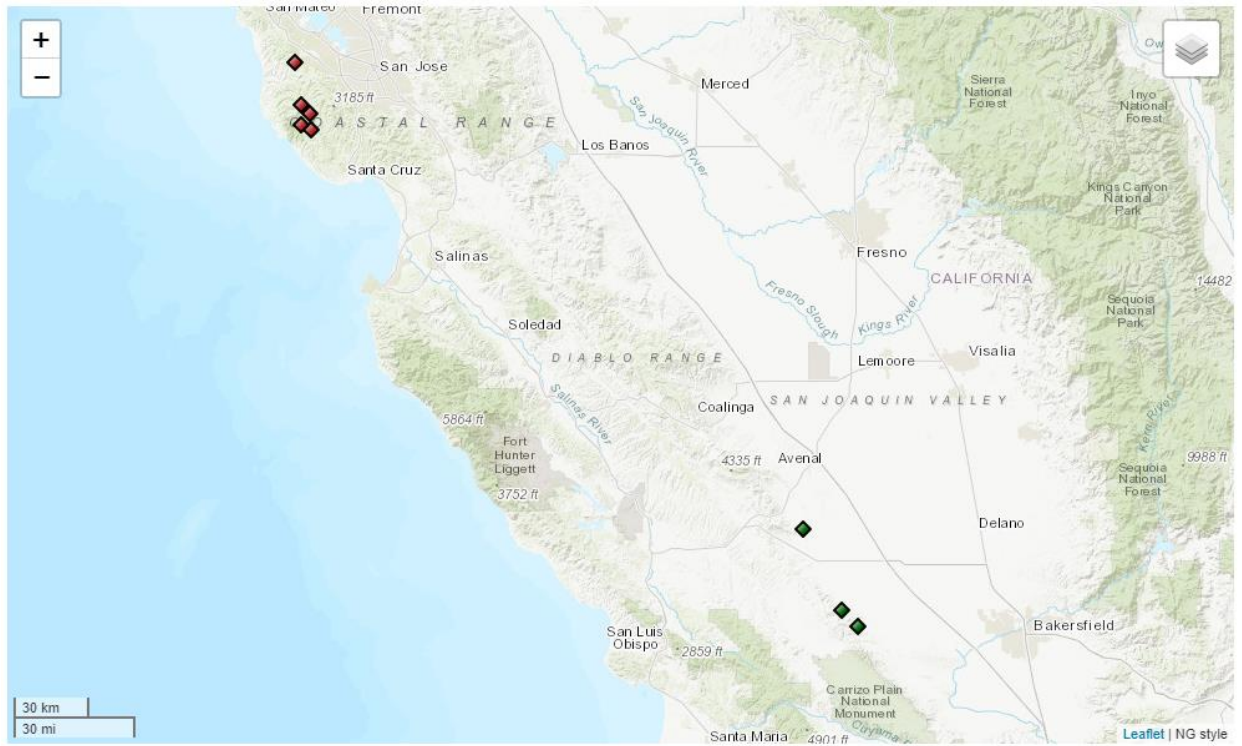 San Mateo
Fremont
+
−
San Jose
3185 ft
Merced
Sierra
National
Forest
Inyo
National
Forest
ASTAL RANGE
San Joaquin River
Los Banos
Santa Cruz
Kings Canyon
National
Park
Salinas
Fresno
CALIFORNIA
14482
Fresno Slough
Kings River
Sequoia
National
Park
Soledad
DIABLO RANGE
Lemoore
Visalia
Salinas River
Coalinga
SAN JOAQUIN VALLEY
Kern River
5864 ft
Fort
Hunter
Liggett
4335 ft
Avenal
9988 ft
Sequoia
National
Forest
3752 ft
Delano
San Luis
Obispo
Bakersfield
2859 ft
Carrizo Plain
National
Monument
30 km
30 mi
Santa Maria
4901 ft
Cuyama
Leaflet | NG style